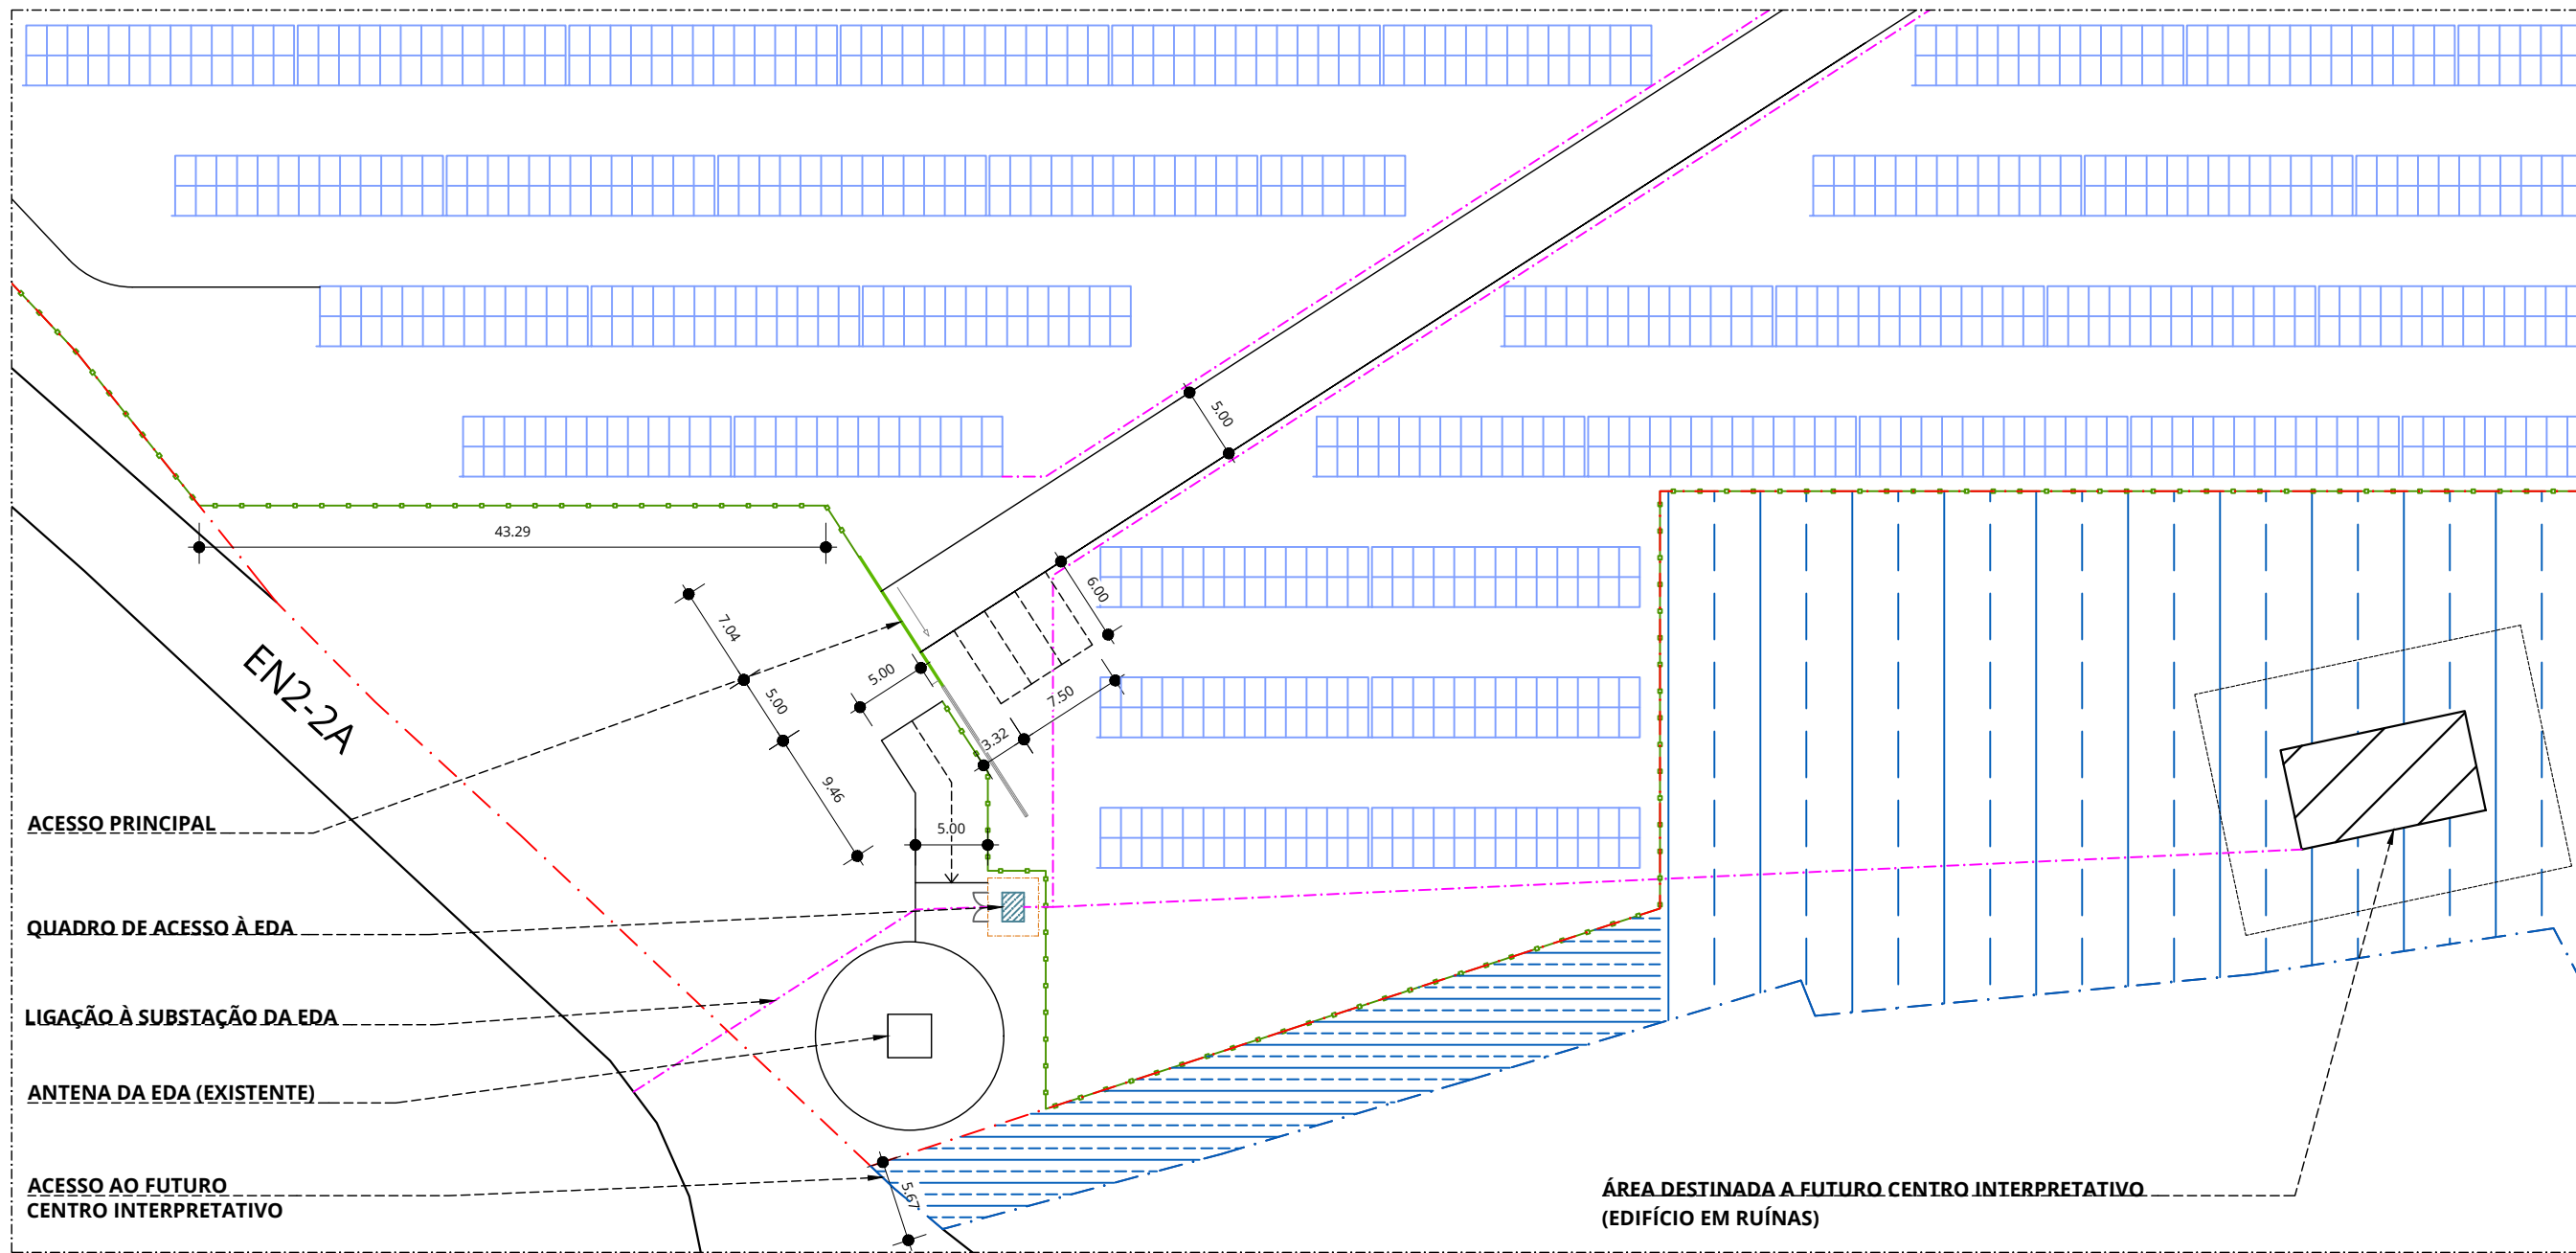 5.00
43.29
6.00
7.04
5.00
5.00
7.50
3.32
9.46
5.00
EN2-2A
ACESSO PRINCIPAL
QUADRO DE ACESSO À EDA
LIGAÇÃO À SUBSTAÇÃO DA EDA
ANTENA DA EDA (EXISTENTE)
ACESSO AO FUTURO
CENTRO INTERPRETATIVO
5.67
ÁREA DESTINADA A FUTURO CENTRO INTERPRETATIVO
(EDIFÍCIO EM RUÍNAS)